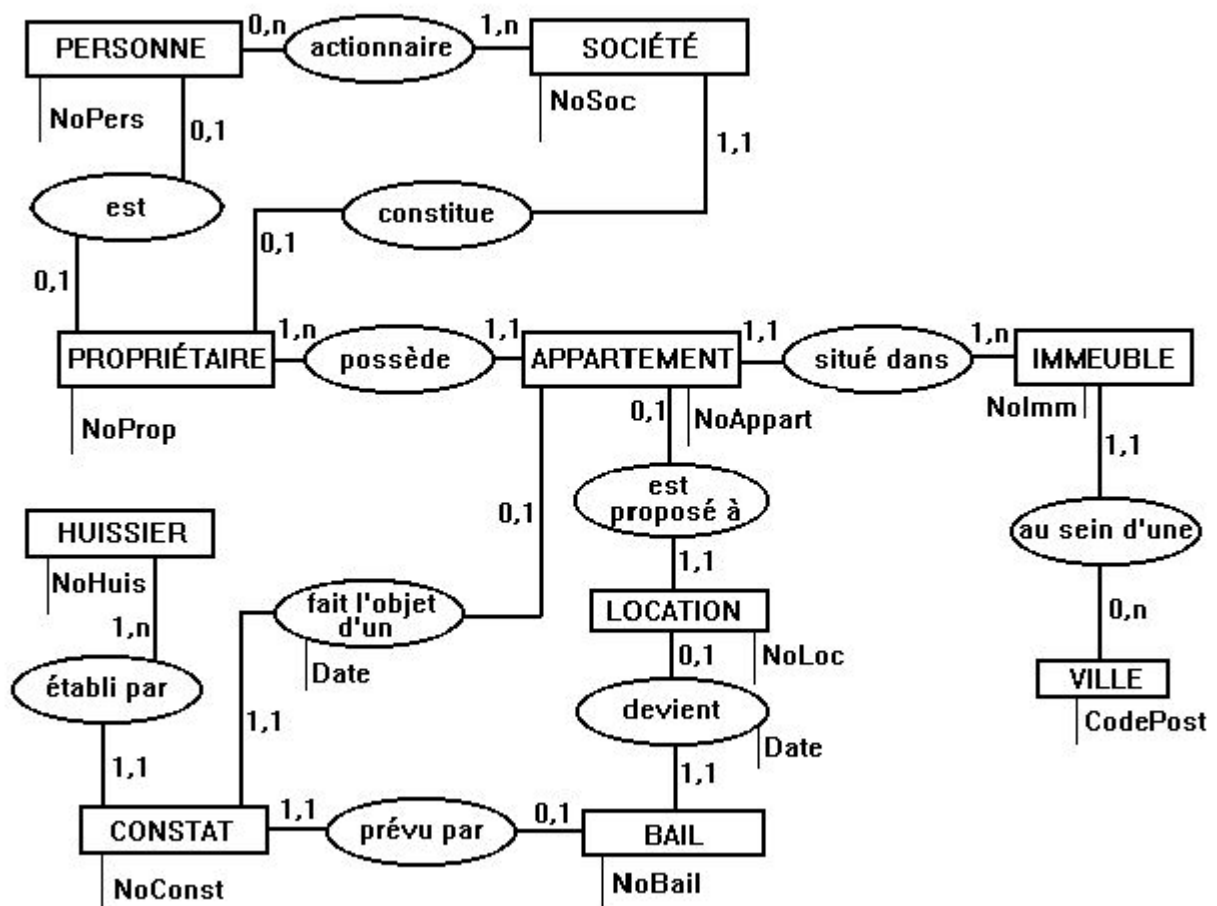 0,n
1,n
PERSONNE
actionnaire
SOCIÉTÉ
NoPers
NoSoc
0,1
1,1
est
constitue
0,1
0,1
1,n
1,1
1,1
1,n
PROPRIÉTAIRE
possède
APPARTEMENT
situé dans
IMMEUBLE
NoProp
0,1
NoAppart
NoImm
1,1
est
proposé à
0,1
HUISSIER
au sein d'une
NoHuis
1,1
1,n
fait l'objet
d'un
LOCATION
0,n
Date
0,1
NoLoc
établi par
VILLE
devient
CodePost
1,1
Date
1,1
1,1
1,1
0,1
CONSTAT
prévu par
BAIL
NoConst
NoBail